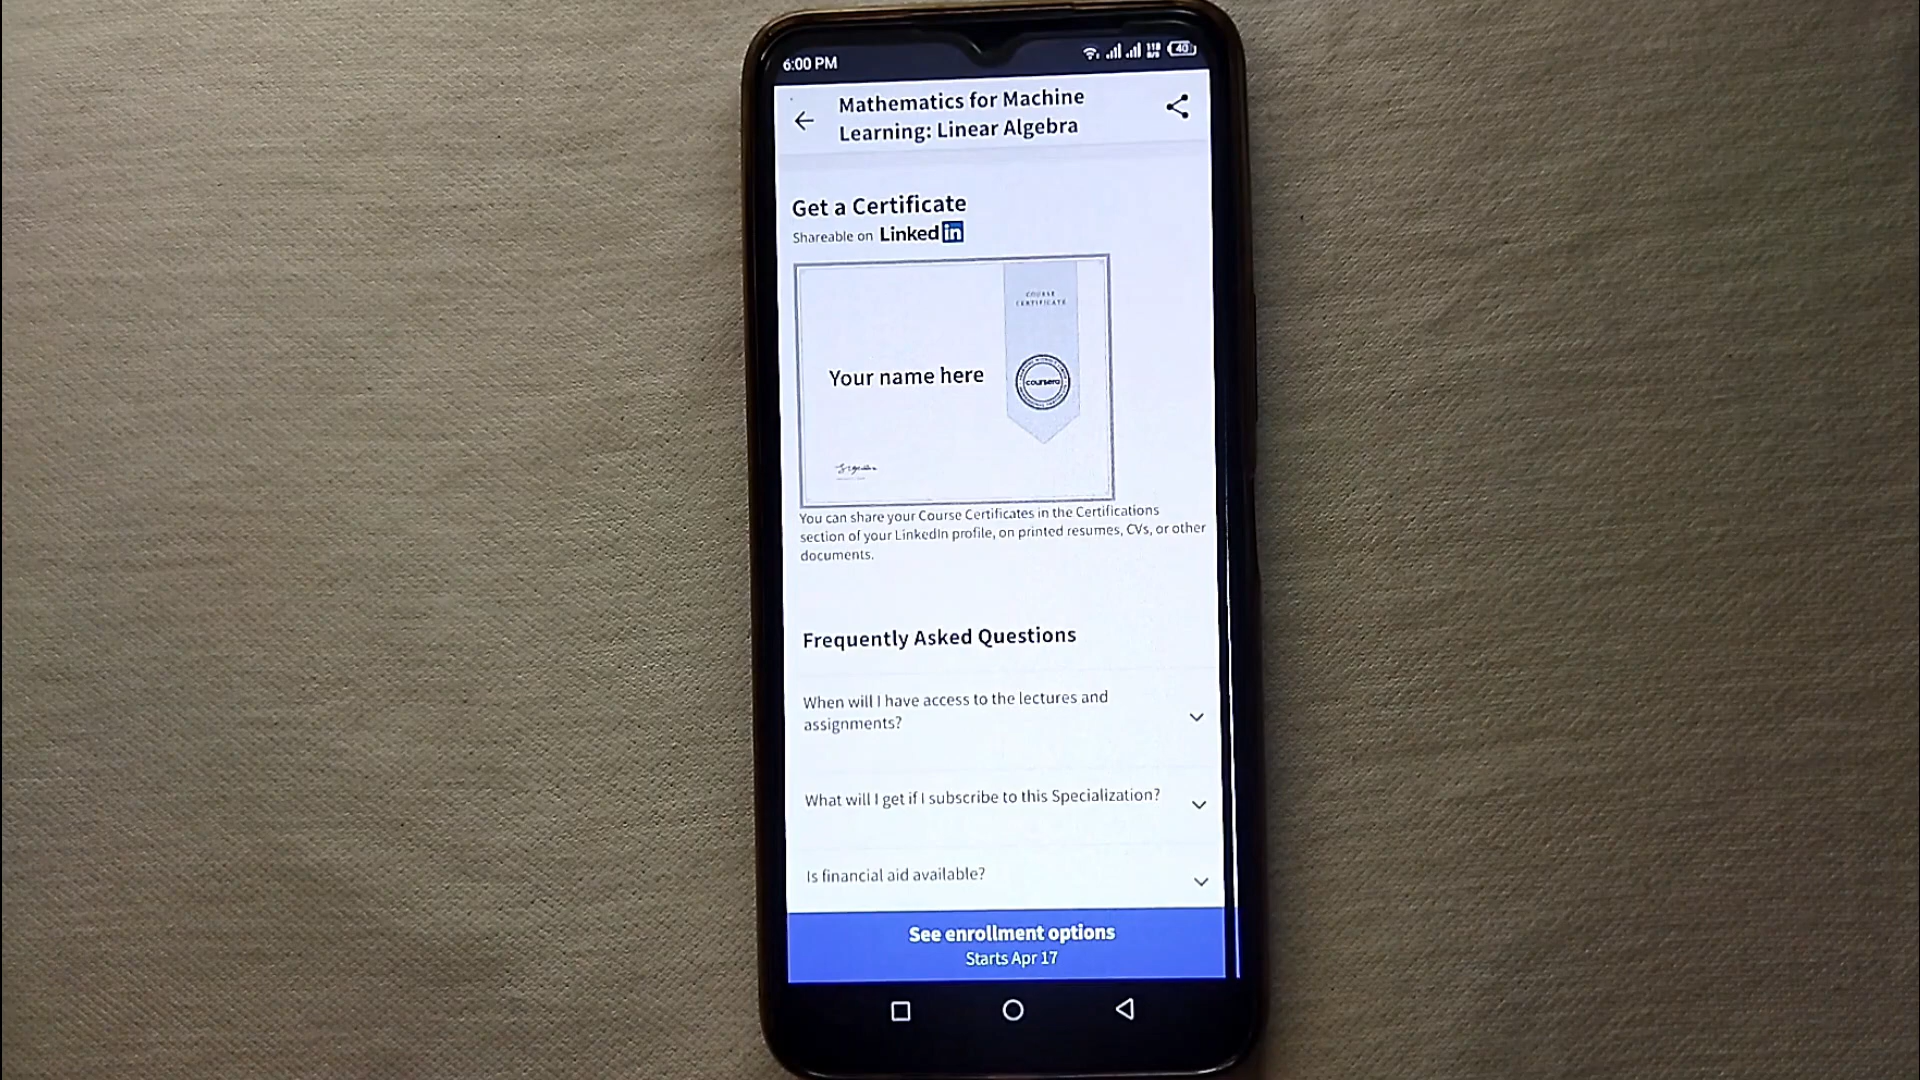 6:00 PM
40
Mathematics for Machine
Learning: Linear Algebra
Get a Certificate
Shareable on Linked in
COURSE
CERTIFICATE
Your name here
coursera
You can share your Course Certificates in the Certifications
section of your LinkedIn profile, on printed resumes, CVs, or other
documents.
Frequently Asked Questions
When will I have access to the lectures and
assignments?
What will I get if I subscribe to this Specialization?
Is financial aid available?
See enrollment options
Starts Apr 17